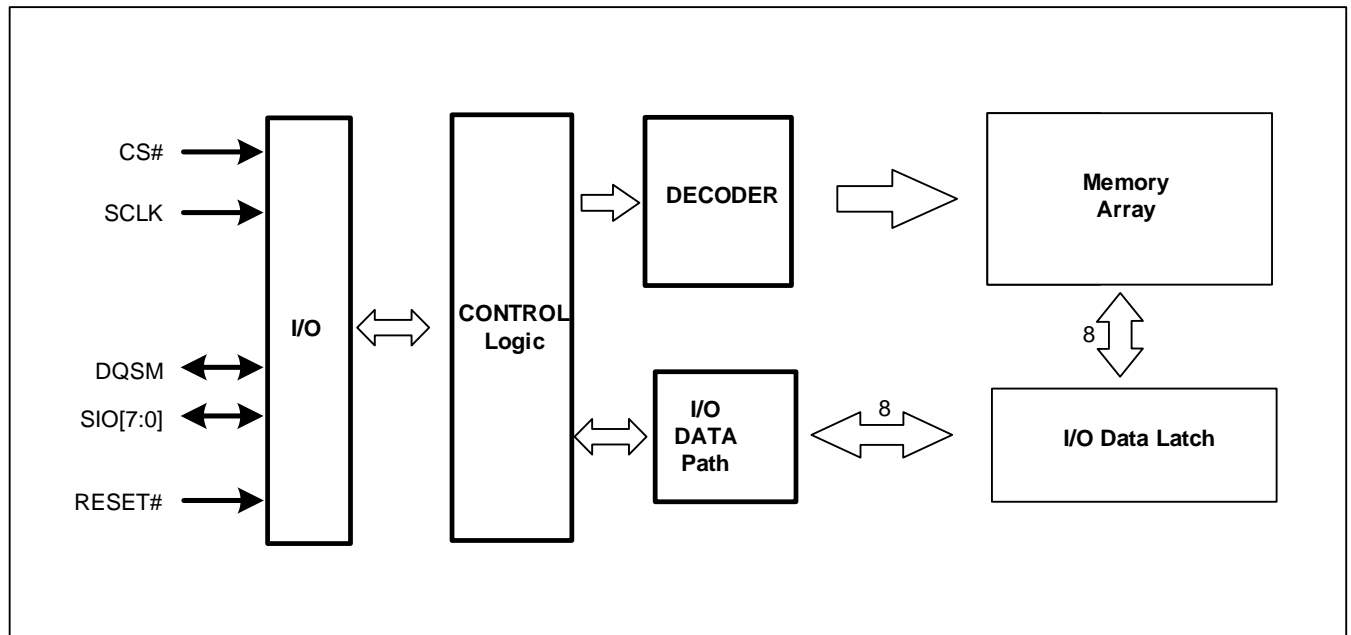 CS#
SCLK
DQSM
SIO[7:0]
RESET#
I/O
CONTROL
Logic
DECODER
I/O
DATA
Path
8
Memory
Array
8
I/O Data Latch